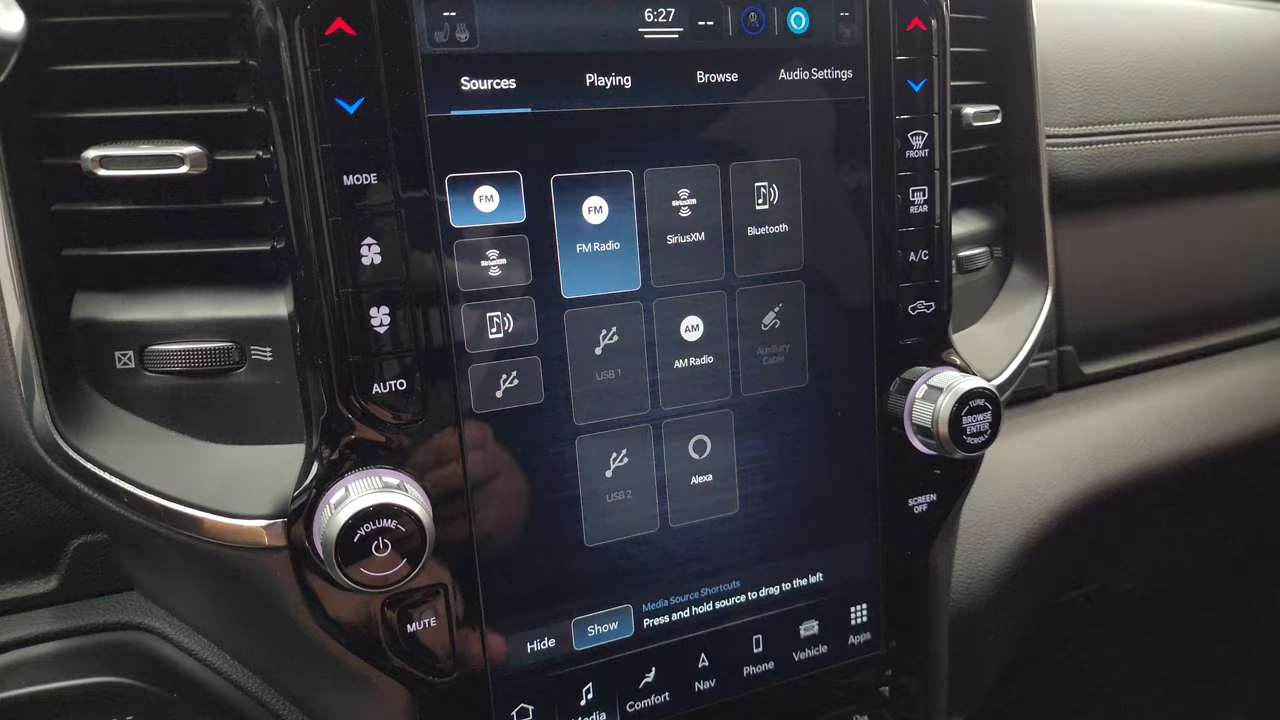 --
6:27
--
--
Sources
Playing
Browse
Audio Settings
MODE
AUTO
VOLUME
MUTE
FM
SiriusXM
FM
FM Radio
SiriusXM
SiriusXM
Bluetooth
USB 1
AM
AM Radio
Auxiliary
Cable
USB 2
Alexa
Media Source Shortcuts
Hide
Show
Press and hold source to drag to the left
Media
Comfort
Nav
Phone
Vehicle
Apps
FRONT
REAR
A/C
TUNE
BROWSE
ENTER
SCROLL
SCREEN
OFF